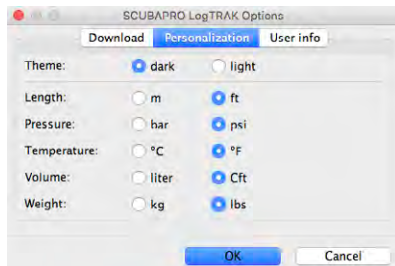 SCUBAPRO LogTRAK Options
Download Personalization User info
Theme: dark light
Length: m ft
Pressure: bar psi
Temperature: °C °F
Volume: liter Cft
Weight: kg lbs
OK Cancel